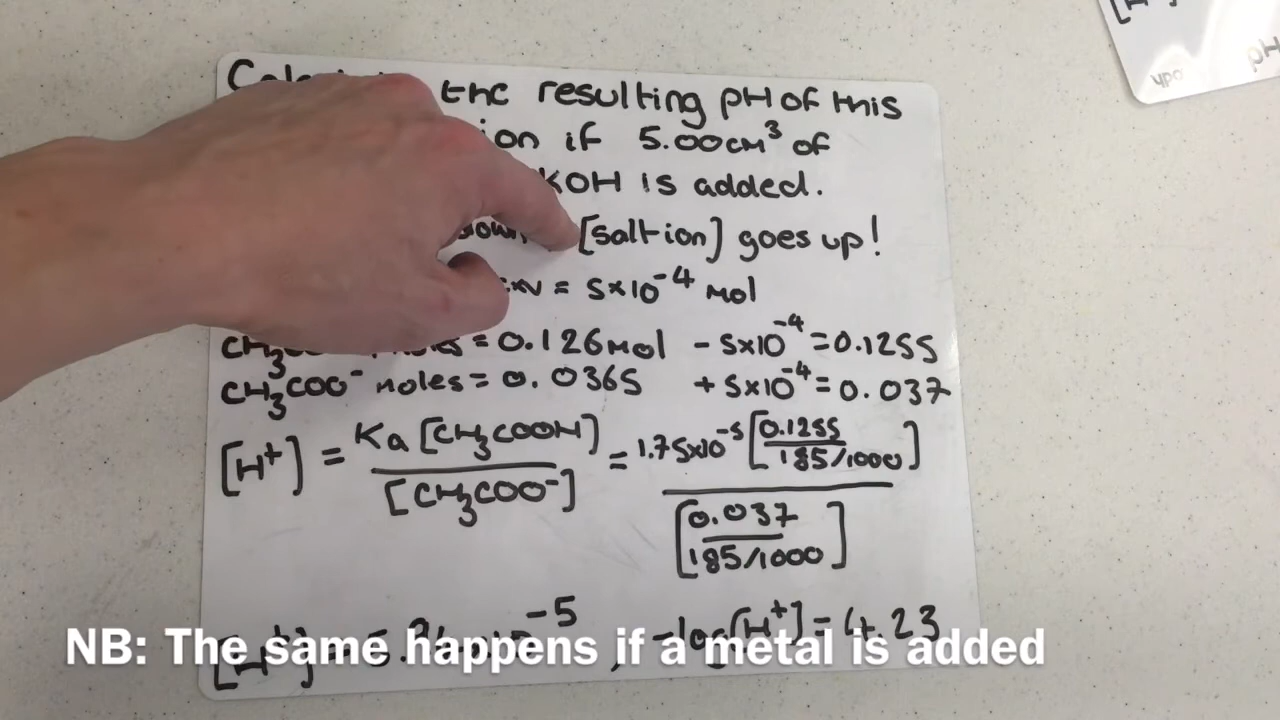 the resulting pH of this
ion if 5.00cm³ of
KOH is added.
[salt ion] goes up!
= 5×10⁻⁴ mol
= 0.126mol - 5×10⁻⁴ = 0.1255
CH₃COO⁻ moles = 0.0365 + 5×10⁻⁴ = 0.037
[H⁺] = Ka [CH₃COOH] / [CH₃COO⁻] = 1.75×10⁻⁵ [0.1255 / 185/1000] / [0.037 / 185/1000]
[H⁺] = 5. ⁻⁵, -log[H⁺] = 4.23
NB: The same happens if a metal is added